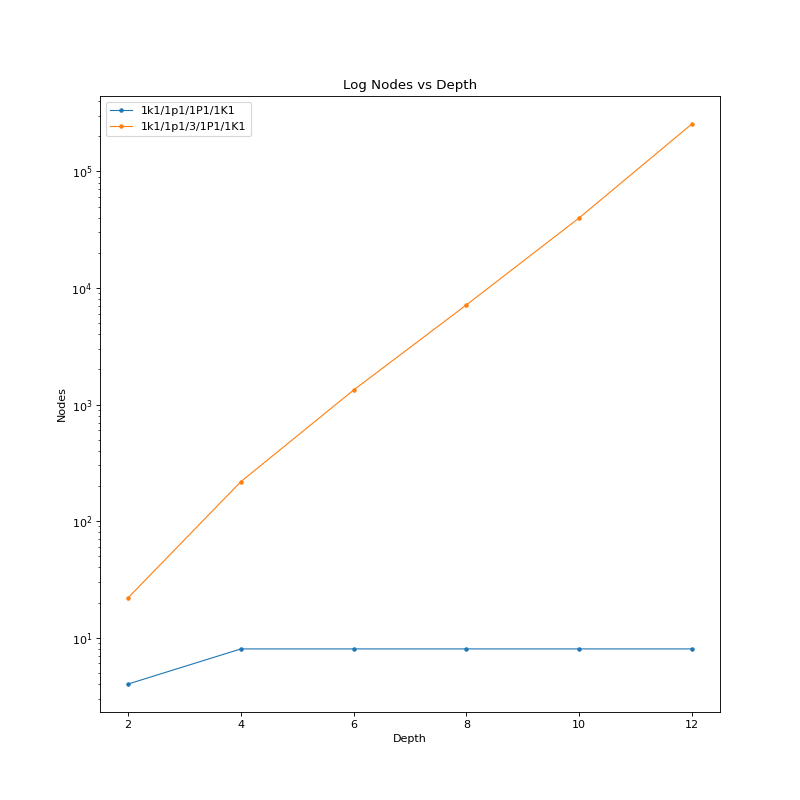 Log Nodes vs Depth
1k1/1p1/1P1/1K1
1k1/1p1/3/1P1/1K1
10^5
10^4
10^3
10^2
10^1
Nodes
2 4 6 8 10 12
Depth